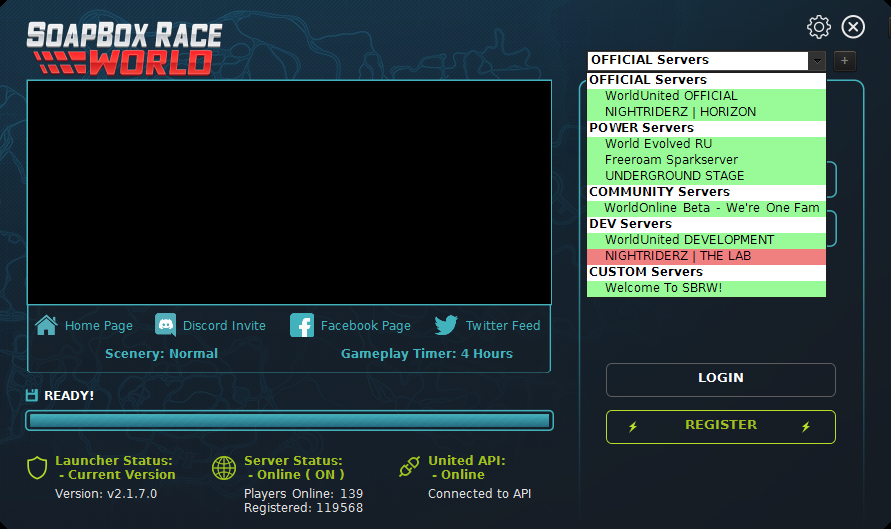 SOAPBOX RACE
WORLD
OFFICIAL Servers
+
OFFICIAL Servers
WorldUnited OFFICIAL
NIGHTRIDERZ | HORIZON
POWER Servers
World Evolved RU
Freeroam Sparkserver
UNDERGROUND STAGE
COMMUNITY Servers
WorldOnline Beta - We're One Fam
DEV Servers
WorldUnited DEVELOPMENT
NIGHTRIDERZ | THE LAB
CUSTOM Servers
Welcome To SBRW!
Home Page
Discord Invite
Facebook Page
Twitter Feed
Scenery: Normal
Gameplay Timer: 4 Hours
READY!
LOGIN
REGISTER
Launcher Status:
- Current Version
Version: v2.1.7.0
Server Status:
- Online ( ON )
Players Online: 139
Registered: 119568
United API:
- Online
Connected to API